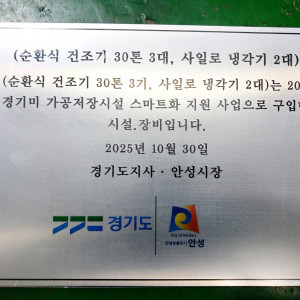 (순환식 건조기 30톤 3대, 사일로 냉각기 2대)
(순환식 건조기 30톤 3기, 사일로 냉각기 2대)는 20
경기미 가공저장시설 스마트화 지원 사업으로 구입
시설.장비입니다.
2025년 10월 30일
경기도지사 · 안성시장
경기도
City of Masters
안성